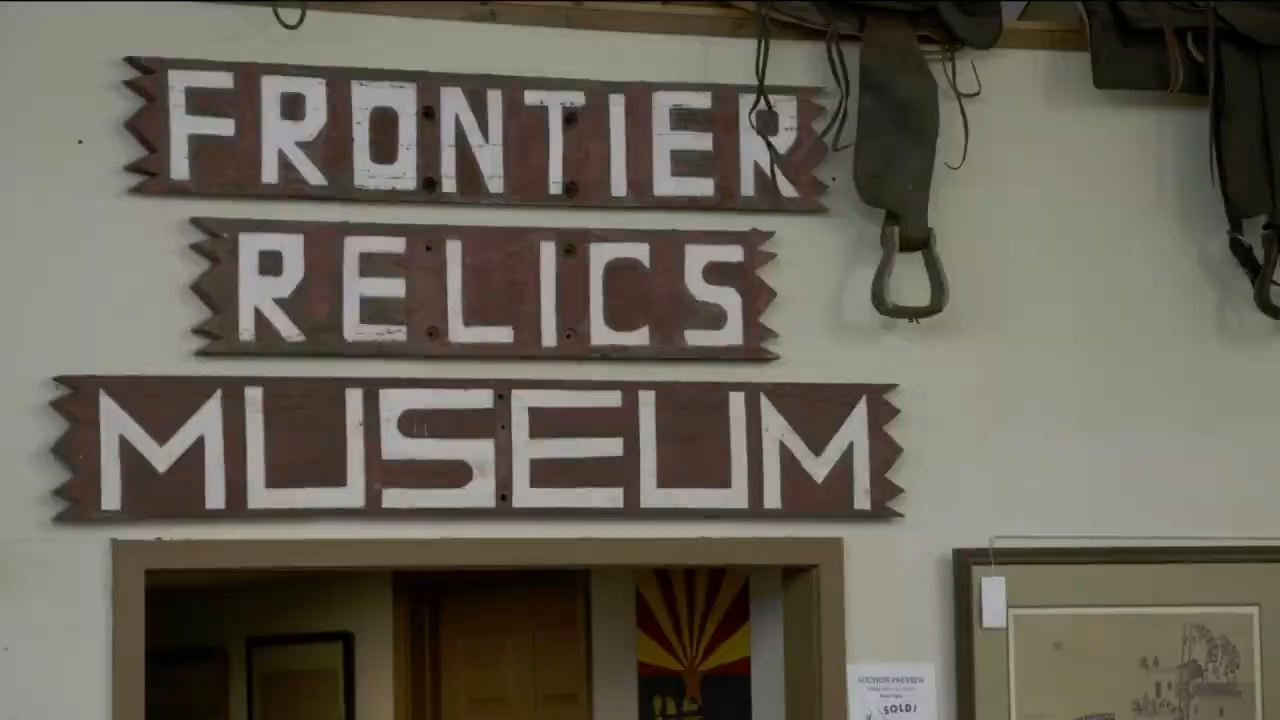 FRONTIER
RELICS
MUSEUM
AUCTION PREVIEW
SOLD!